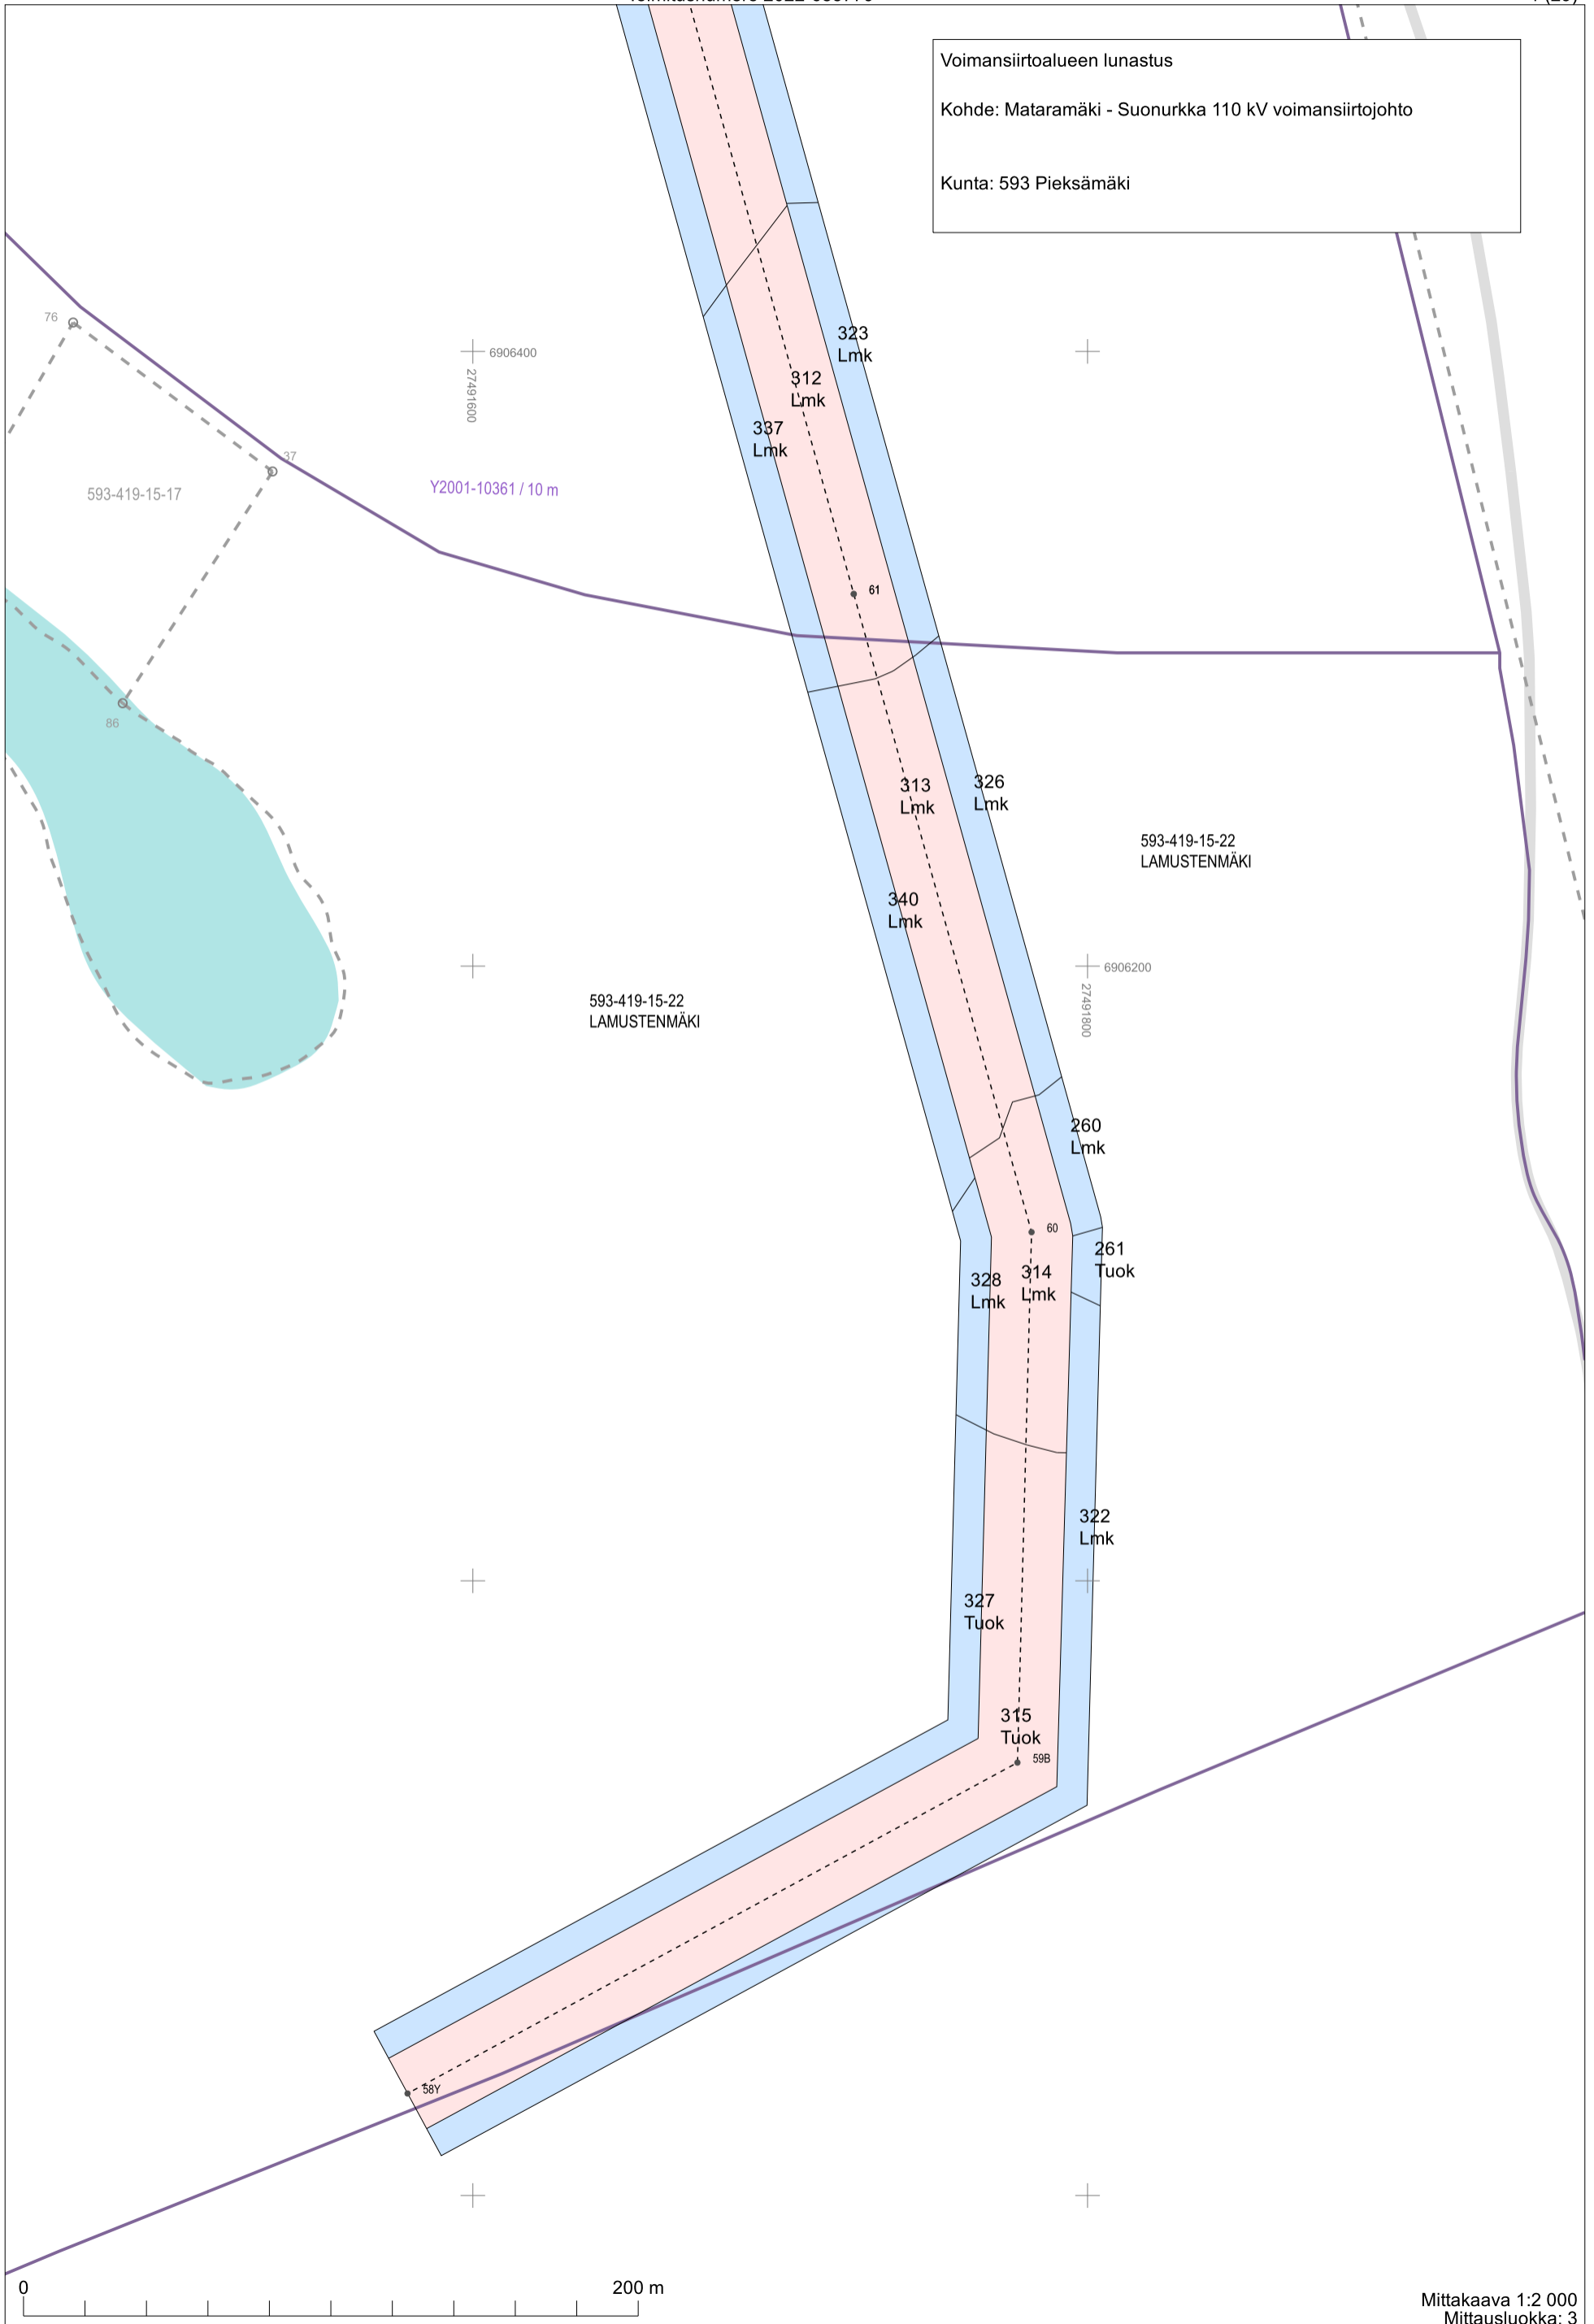 Voimansiirtoalueen lunastus
Kohde: Mataramäki - Suonurkka 110 kV voimansiirtojohto
Kunta: 593 Pieksämäki
76
6906400
27491600
323
Lmk
312
Lmk
337
Lmk
37
593-419-15-17
Y2001-10361 / 10 m
61
86
313
Lmk
326
Lmk
593-419-15-22
LAMUSTENMÄKI
340
Lmk
6906200
27491800
593-419-15-22
LAMUSTENMÄKI
260
Lmk
60
261
Tuok
328
Lmk
314
Lmk
322
Lmk
327
Tuok
315
Tuok
59B
58Y
0
200 m
Mittakaava 1:2 000
Mittausluokka: 3